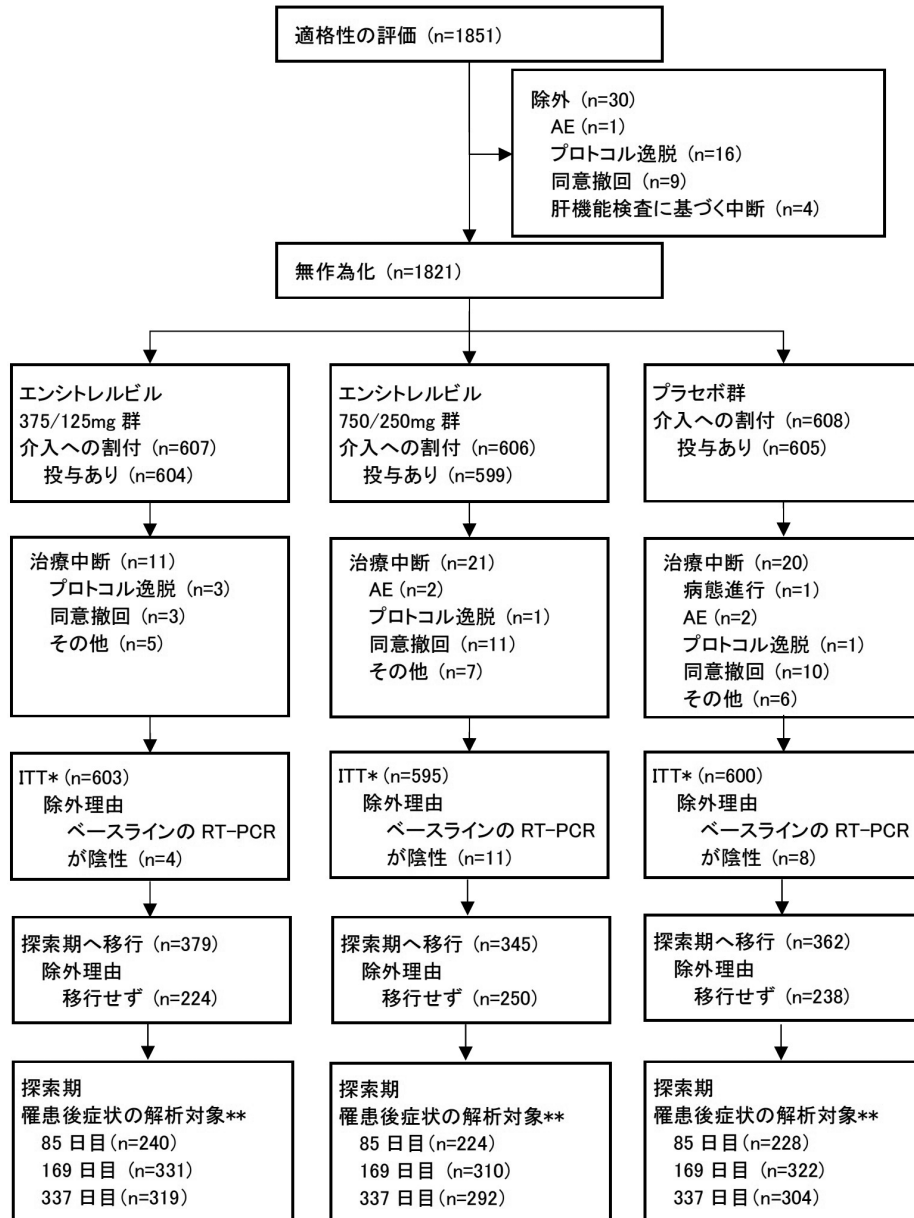 適格性の評価 (n=1851)
除外 (n=30)
AE (n=1)
プロトコル逸脱 (n=16)
同意撤回 (n=9)
肝機能検査に基づく中断 (n=4)
無作為化 (n=1821)
エンシトレルビル
375/125mg 群
介入への割付 (n=607)
投与あり (n=604)
エンシトレルビル
750/250mg 群
介入への割付 (n=606)
投与あり (n=599)
プラセボ群
介入への割付 (n=608)
投与あり (n=605)
治療中断 (n=11)
プロトコル逸脱 (n=3)
同意撤回 (n=3)
その他 (n=5)
治療中断 (n=21)
AE (n=2)
プロトコル逸脱 (n=1)
同意撤回 (n=11)
その他 (n=7)
治療中断 (n=20)
病態進行 (n=1)
AE (n=2)
プロトコル逸脱 (n=1)
同意撤回 (n=10)
その他 (n=6)
ITT* (n=603)
除外理由
ベースラインの RT-PCR
が陰性 (n=4)
ITT* (n=595)
除外理由
ベースラインの RT-PCR
が陰性 (n=11)
ITT* (n=600)
除外理由
ベースラインの RT-PCR
が陰性 (n=8)
探索期へ移行 (n=379)
除外理由
移行せず (n=224)
探索期へ移行 (n=345)
除外理由
移行せず (n=250)
探索期へ移行 (n=362)
除外理由
移行せず (n=238)
探索期
罹患後症状の解析対象**
85 日目(n=240)
169 日目 (n=331)
337 日目(n=319)
探索期
罹患後症状の解析対象**
85 日目(n=224)
169 日目 (n=310)
337 日目(n=292)
探索期
罹患後症状の解析対象**
85 日目(n=228)
169 日目 (n=322)
337 日目(n=304)